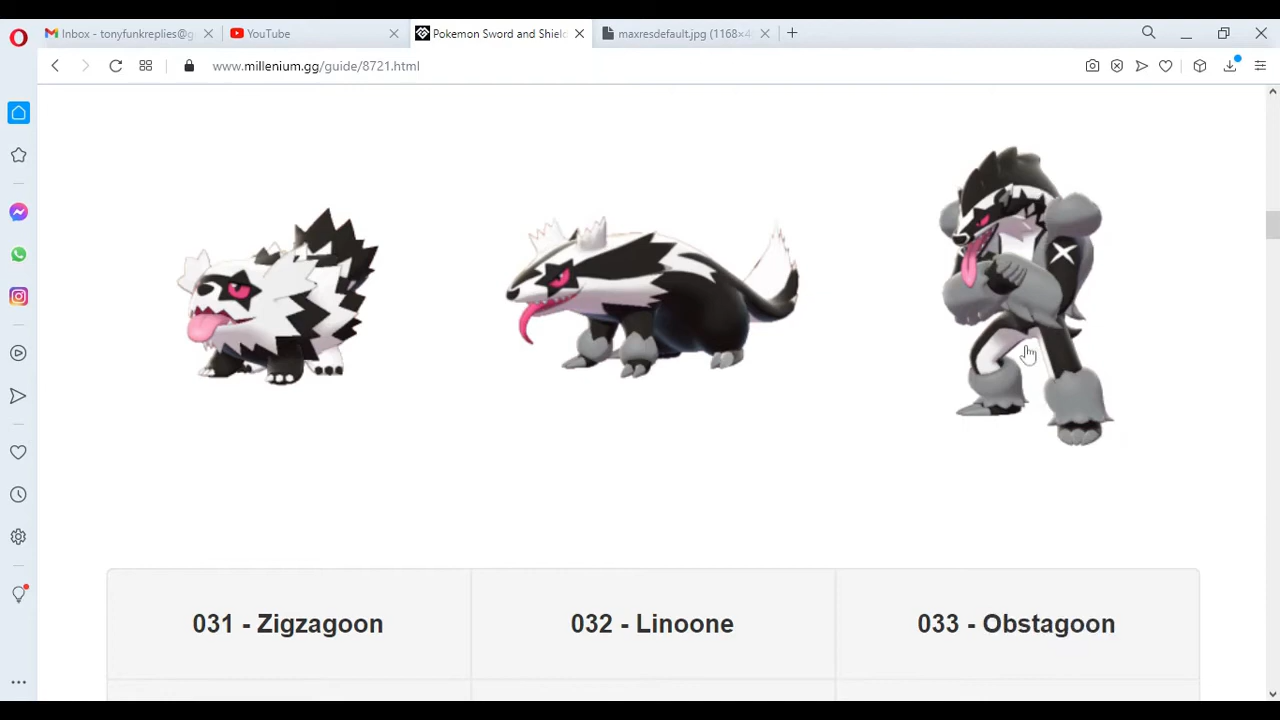 Inbox - tonyfunkreplies@g
YouTube
Pokemon Sword and Shield
maxresdefault.jpg (1168×4
www.millenium.gg/guide/8721.html
031 - Zigzagoon
032 - Linoone
033 - Obstagoon